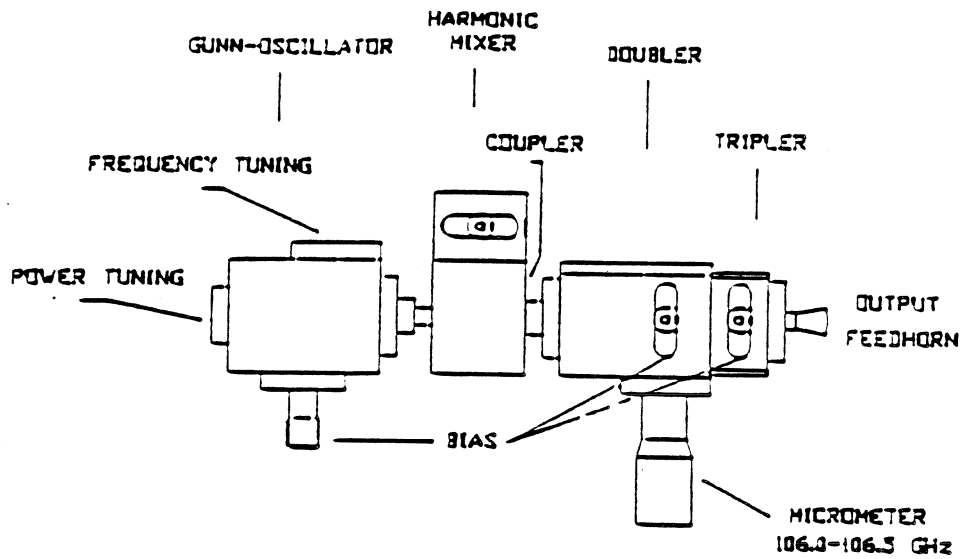 HARMONIC
MIXER
GUNN-OSCILLATOR
DOUBLER
COUPLER
TRIPLER
FREQUENCY TUNING
POWER TUNING
OUTPUT
FEEDHORN
BIAS
MICROMETER
106.0-106.5 GHz